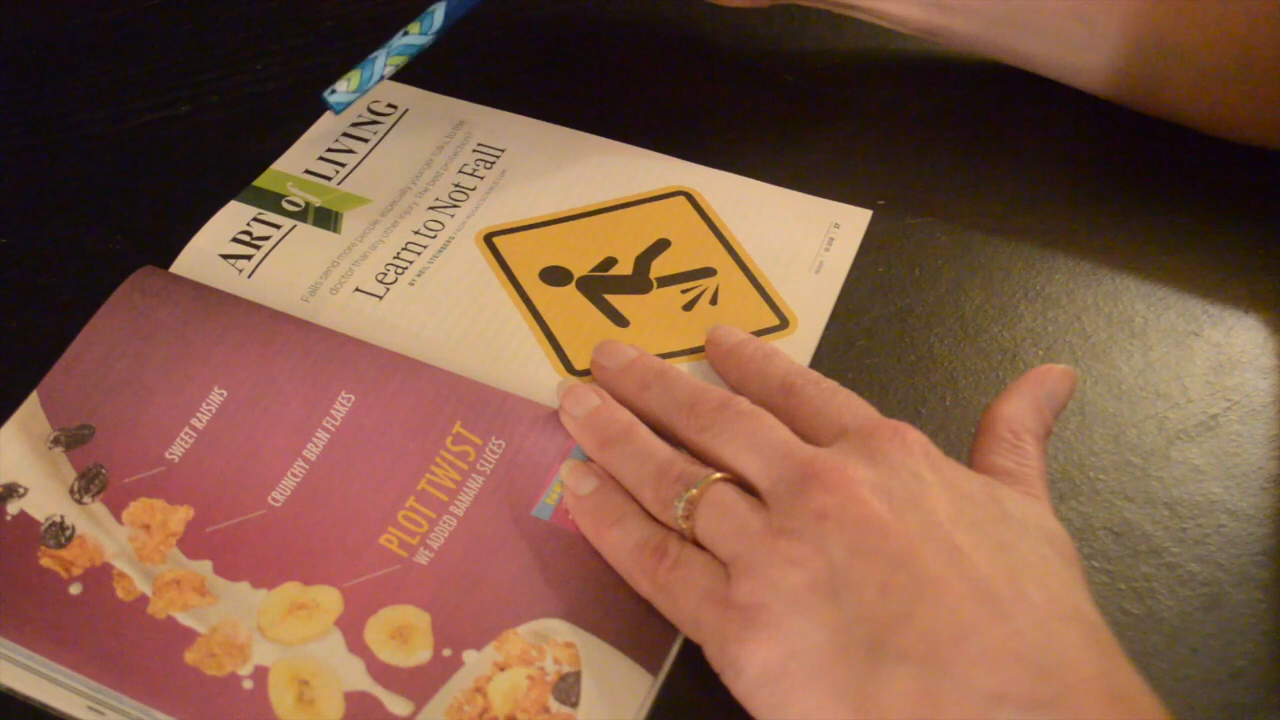 ART of LIVING
Falls send more people, especially younger folks, to the
doctor than any other injury. The best protection?
Learn to Not Fall
BY NEIL STEINBERG
SWEET RAISINS
CRUNCHY BRAN FLAKES
PLOT TWIST
WE ADDED BANANA SLICES